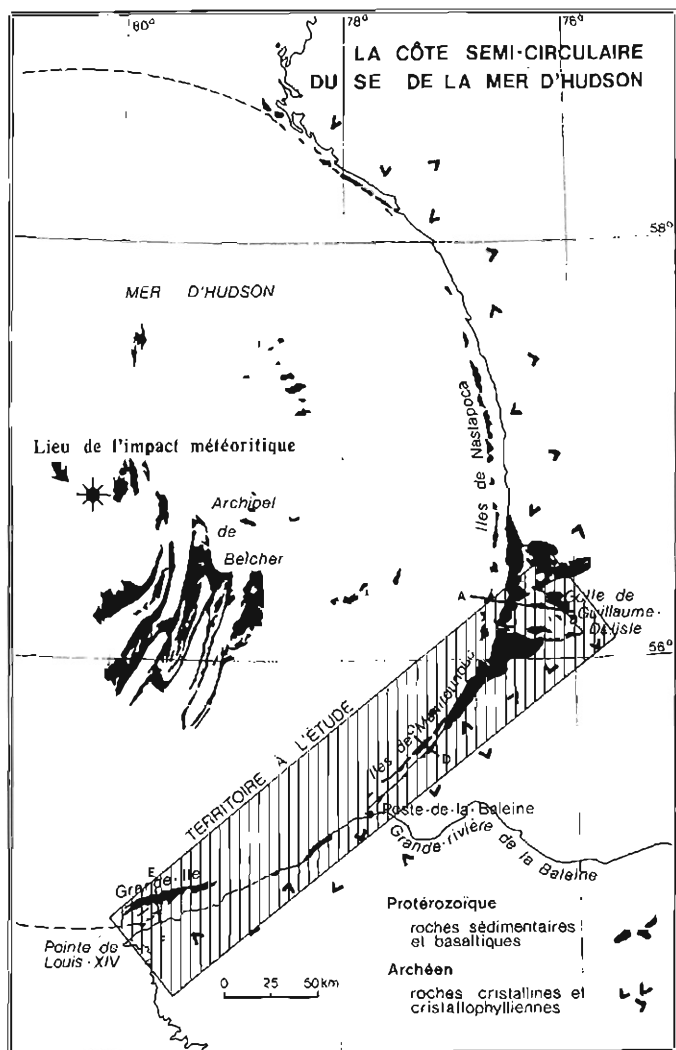 80°
78°
76°
LA CÔTE SEMI-CIRCULAIRE
DU SE DE LA MER D'HUDSON
58°
MER D'HUDSON
Iles de Nastapoca
Lieu de l'impact météoritique
Archipel
de
Belcher
A
Golfe de
Guillaume-
Delisle
56°
TERRITOIRE À L'ÉTUDE
Iles de Manitounouc
C
D
Poste-de-la-Baleine
Grande-rivière
de la
Baleine
E
Grande-Ile
F
Pointe de
Louis-XIV
0 25 50km
Protérozoïque
roches sédimentaires
et basaltiques
Archéen
roches cristallines et
cristallophylliennes